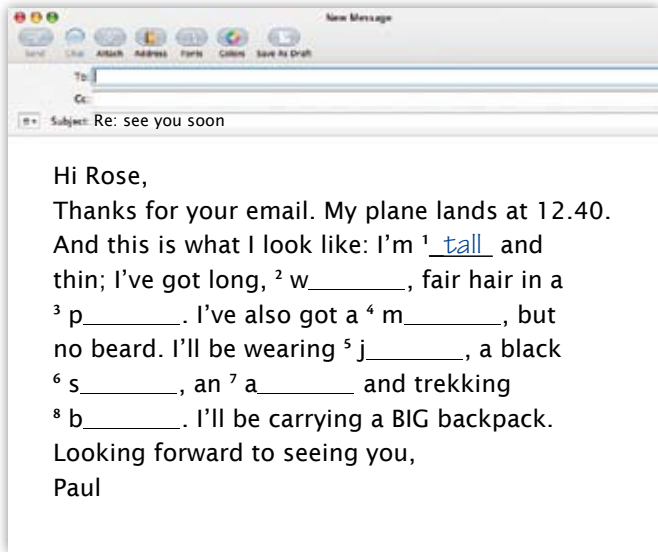 New Message
Send Chat Attach Address Fonts Colors Save As Draft
To:
Cc:
Subject: Re: see you soon
Hi Rose,
Thanks for your email. My plane lands at 12.40.
And this is what I look like: I’m ¹_tall_ and
thin; I’ve got long, ² w________, fair hair in a
³ p________. I’ve also got a ⁴ m________, but
no beard. I’ll be wearing ⁵ j________, a black
⁶ s________, an ⁷ a________ and trekking
⁸ b________. I’ll be carrying a BIG backpack.
Looking forward to seeing you,
Paul